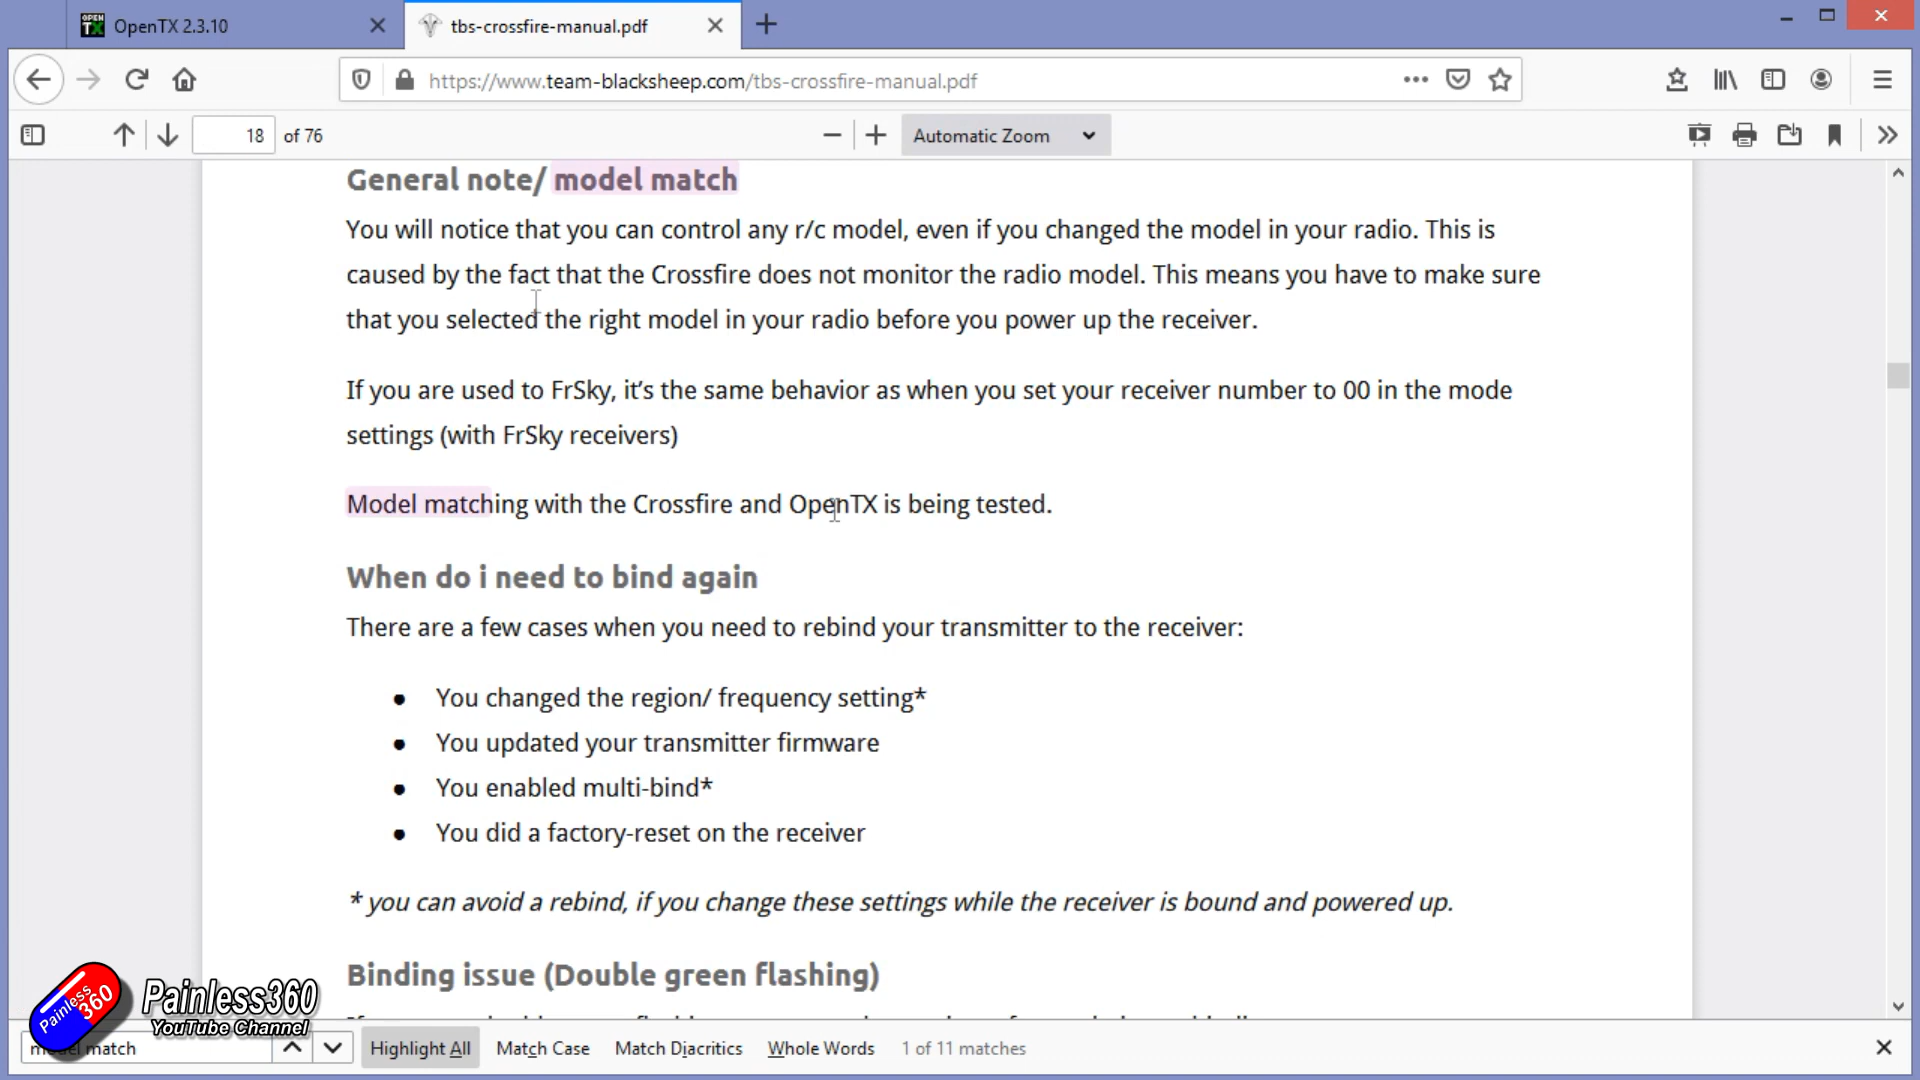 OPEN TX OpenTX 2.3.10
tbs-crossfire-manual.pdf
https://www.team-blacksheep.com/tbs-crossfire-manual.pdf
18 of 76
Automatic Zoom
General note/ model match
You will notice that you can control any r/c model, even if you changed the model in your radio. This is
caused by the fact that the Crossfire does not monitor the radio model. This means you have to make sure
that you selected the right model in your radio before you power up the receiver.
If you are used to FrSky, it’s the same behavior as when you set your receiver number to 00 in the mode
settings (with FrSky receivers)
Model matching with the Crossfire and OpenTX is being tested.
When do i need to bind again
There are a few cases when you need to rebind your transmitter to the receiver:
● You changed the region/ frequency setting*
● You updated your transmitter firmware
● You enabled multi-bind*
● You did a factory-reset on the receiver
* you can avoid a rebind, if you change these settings while the receiver is bound and powered up.
Binding issue (Double green flashing)
Painless 360
Painless360
YouTube Channel
match
Highlight All
Match Case
Match Diacritics
Whole Words
1 of 11 matches